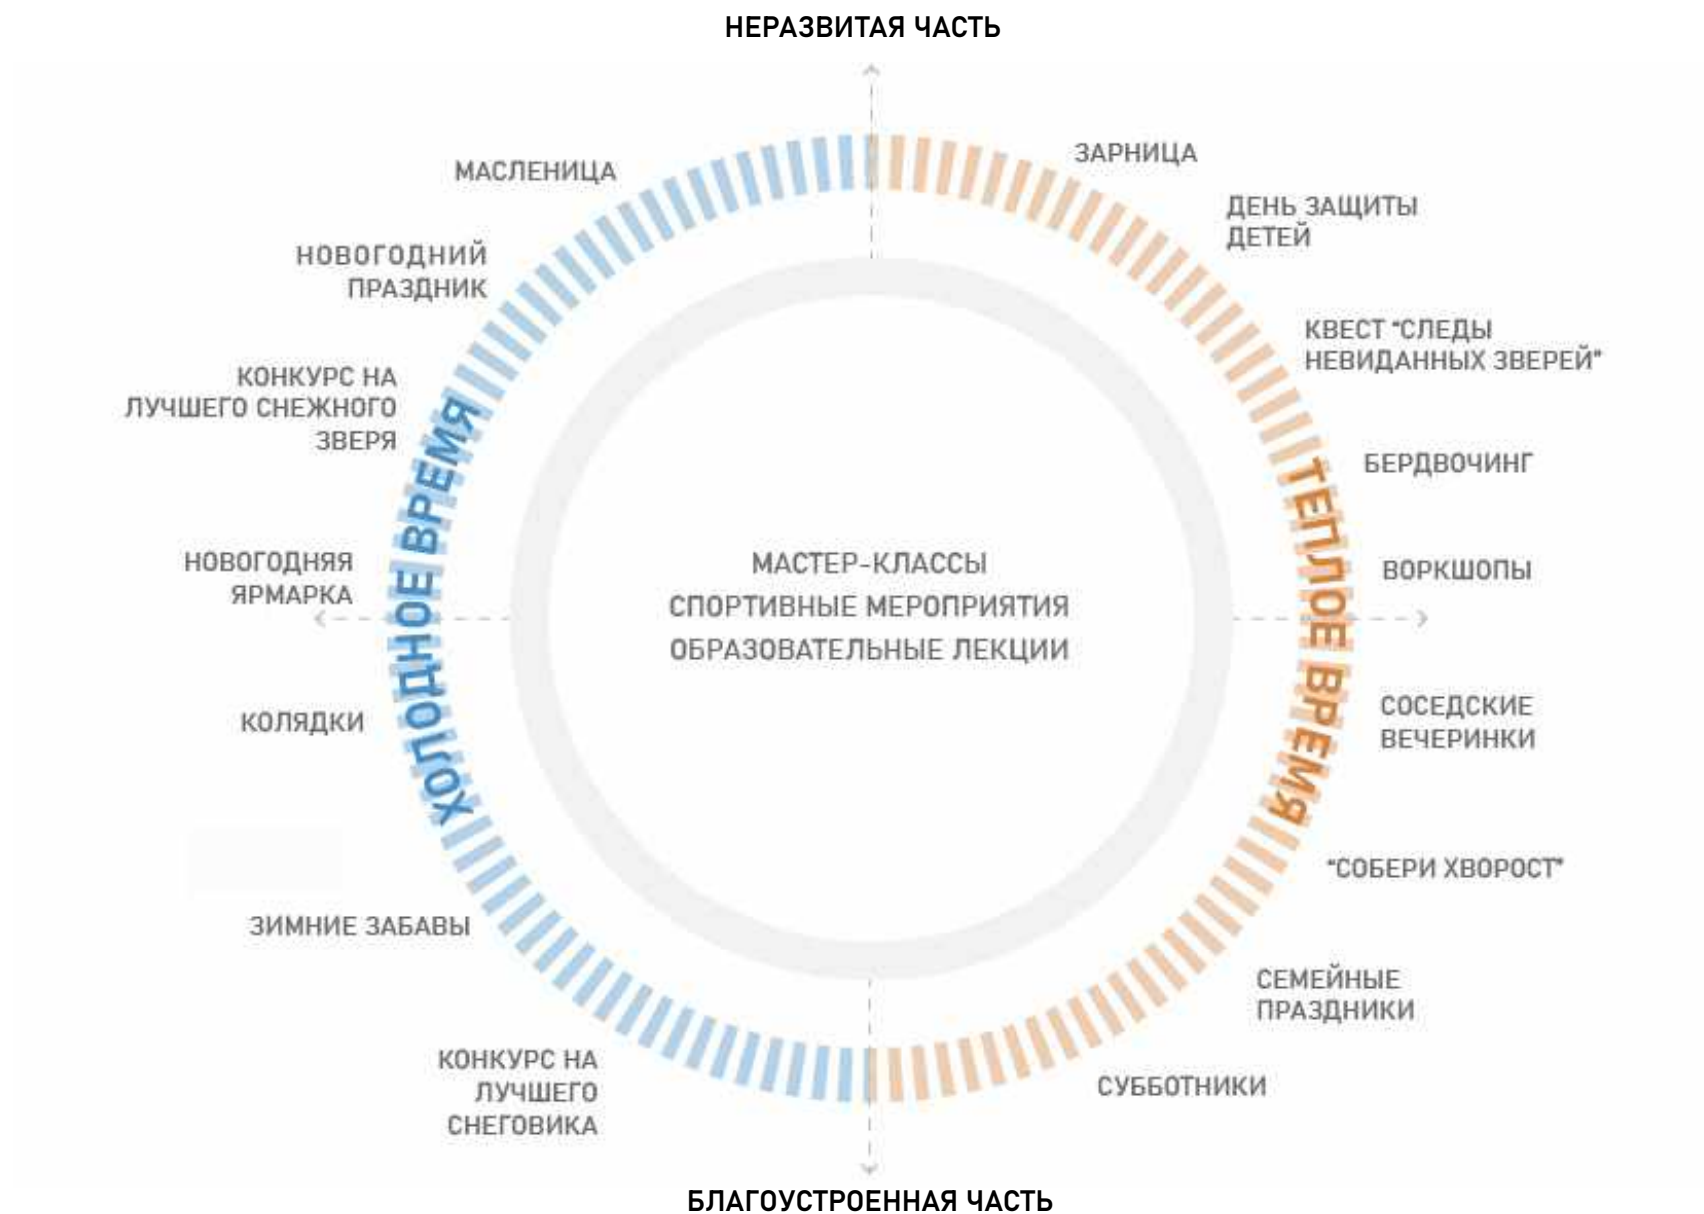 НЕРАЗВИТАЯ ЧАСТЬ
МАСЛЕНИЦА
НОВОГОДНИЙ
ПРАЗДНИК
КОНКУРС НА
ЛУЧШЕГО СНЕЖНОГО
ЗВЕРЯ
НОВОГОДНЯЯ
ЯРМАРКА
КОЛЯДКИ
ЗИМНИЕ ЗАБАВЫ
КОНКУРС НА
ЛУЧШЕГО
СНЕГОВИКА
ХОЛОДНОЕ ВРЕМЯ
МАСТЕР-КЛАССЫ
СПОРТИВНЫЕ МЕРОПРИЯТИЯ
ОБРАЗОВАТЕЛЬНЫЕ ЛЕКЦИИ
ТЕПЛОЕ ВРЕМЯ
ЗАРНИЦА
ДЕНЬ ЗАЩИТЫ
ДЕТЕЙ
КВЕСТ "СЛЕДЫ
НЕВИДАННЫХ ЗВЕРЕЙ"
БЕРДВОЧИНГ
ВОРКШОПЫ
СОСЕДСКИЕ
ВЕЧЕРИНКИ
"СОБЕРИ ХВОРОСТ"
СЕМЕЙНЫЕ
ПРАЗДНИКИ
СУББОТНИКИ
БЛАГОУСТРОЕННАЯ ЧАСТЬ